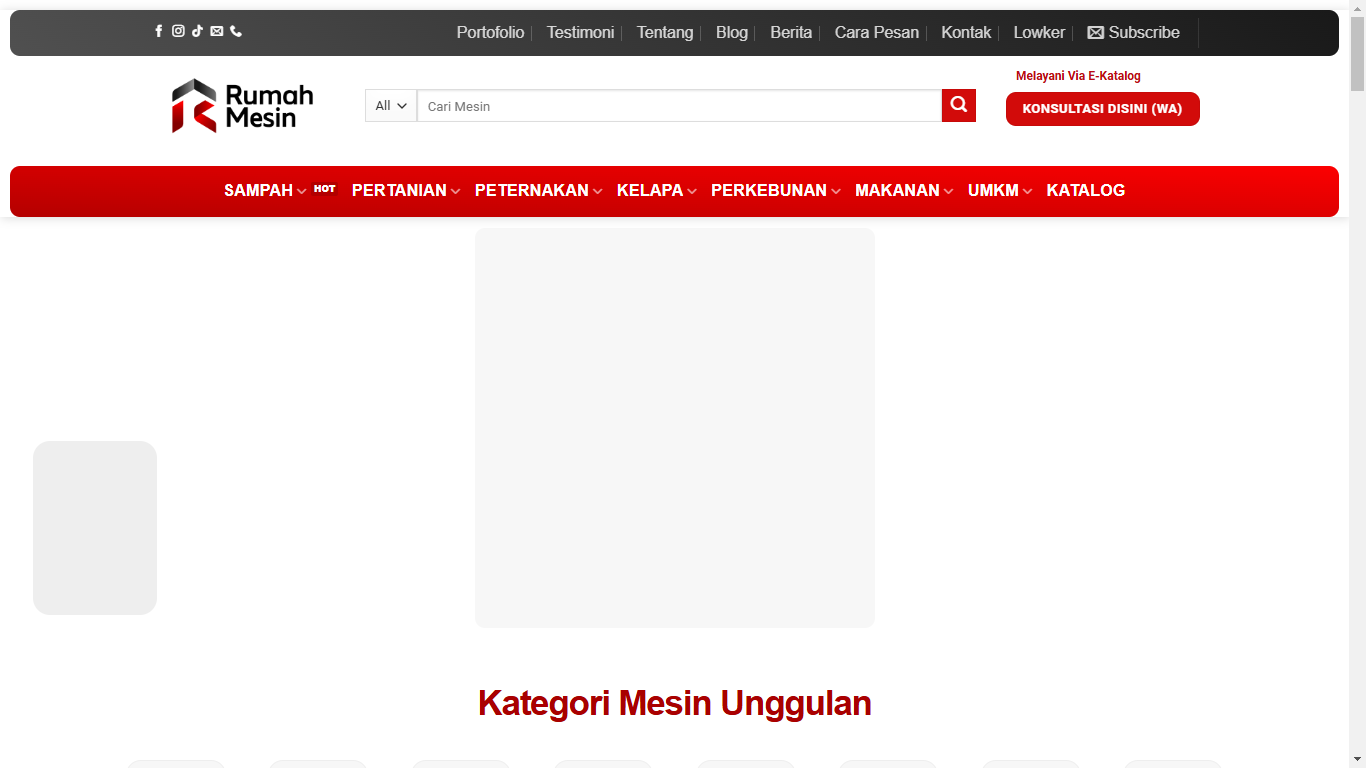 Portofolio Testimoni Tentang Blog Berita Cara Pesan Kontak Lowker Subscribe
Melayani Via E-Katalog
Rumah
Mesin
All Cari Mesin
KONSULTASI DISINI (WA)
SAMPAH HOT PERTANIAN PETERNAKAN KELAPA PERKEBUNAN MAKANAN UMKM KATALOG
Kategori Mesin Unggulan